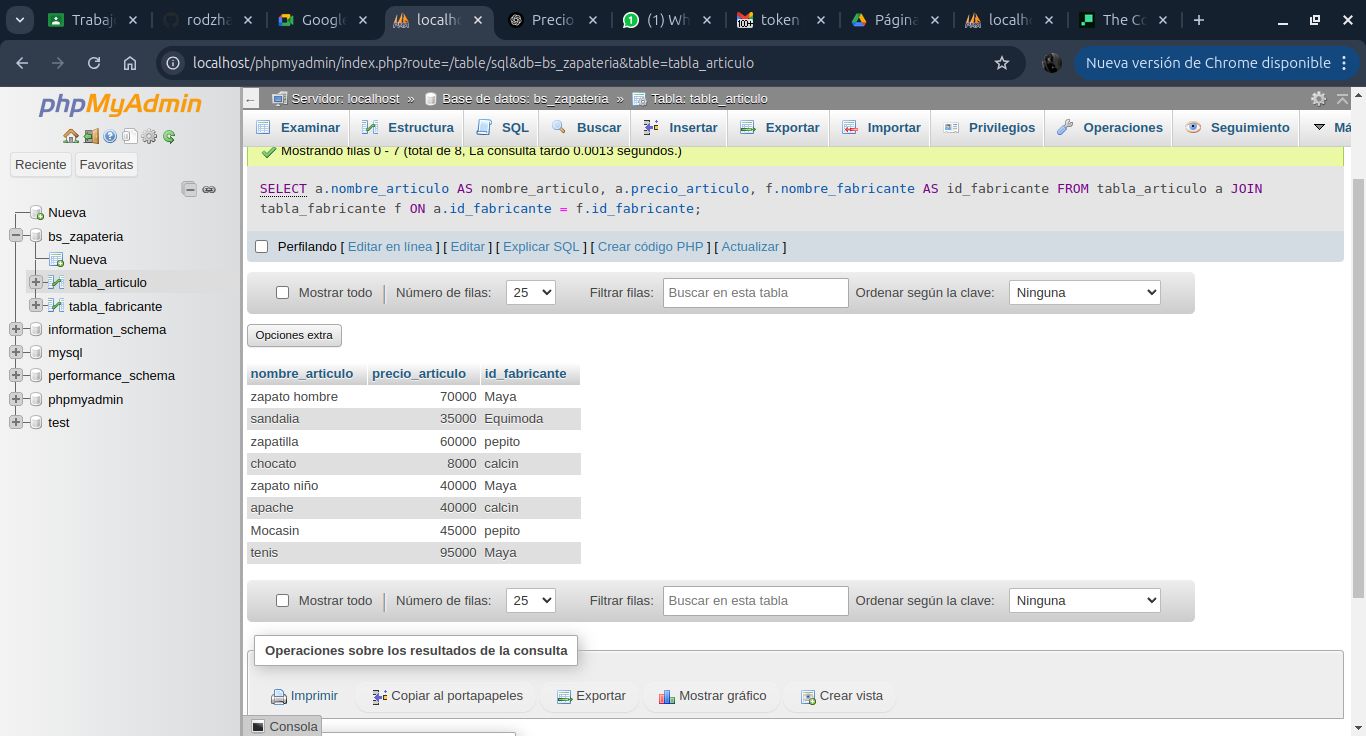 Trabaj
rodzha
Google
localho
Precio
(1) Wh
100+
token
Página
localh
The Co
localhost/phpmyadmin/index.php?route=/table/sql&db=bs_zapateria&table=tabla_articulo
Nueva versión de Chrome disponible
phpMyAdmin
Reciente Favoritas
Nueva
bs_zapateria
Nueva
tabla_articulo
tabla_fabricante
information_schema
mysql
performance_schema
phpmyadmin
test
Servidor: localhost » Base de datos: bs_zapateria » Tabla: tabla_articulo
Examinar Estructura SQL Buscar Insertar Exportar Importar Privilegios Operaciones Seguimiento Má
Mostrando filas 0 - 7 (total de 8, La consulta tardó 0.0013 segundos.)
SELECT a.nombre_articulo AS nombre_articulo, a.precio_articulo, f.nombre_fabricante AS id_fabricante FROM tabla_articulo a JOIN
tabla_fabricante f ON a.id_fabricante = f.id_fabricante;
Perfilando [ Editar en línea ] [ Editar ] [ Explicar SQL ] [ Crear código PHP ] [ Actualizar ]
Mostrar todo | Número de filas: 25 Filtrar filas: Buscar en esta tabla Ordenar según la clave: Ninguna
Opciones extra
nombre_articulo precio_articulo id_fabricante
zapato hombre 70000 Maya
sandalia 35000 Equimoda
zapatilla 60000 pepito
chocato 8000 calcìn
zapato niño 40000 Maya
apache 40000 calcìn
Mocasin 45000 pepito
tenis 95000 Maya
Mostrar todo | Número de filas: 25 Filtrar filas: Buscar en esta tabla Ordenar según la clave: Ninguna
Operaciones sobre los resultados de la consulta
Imprimir Copiar al portapapeles Exportar Mostrar gráfico Crear vista
Consola